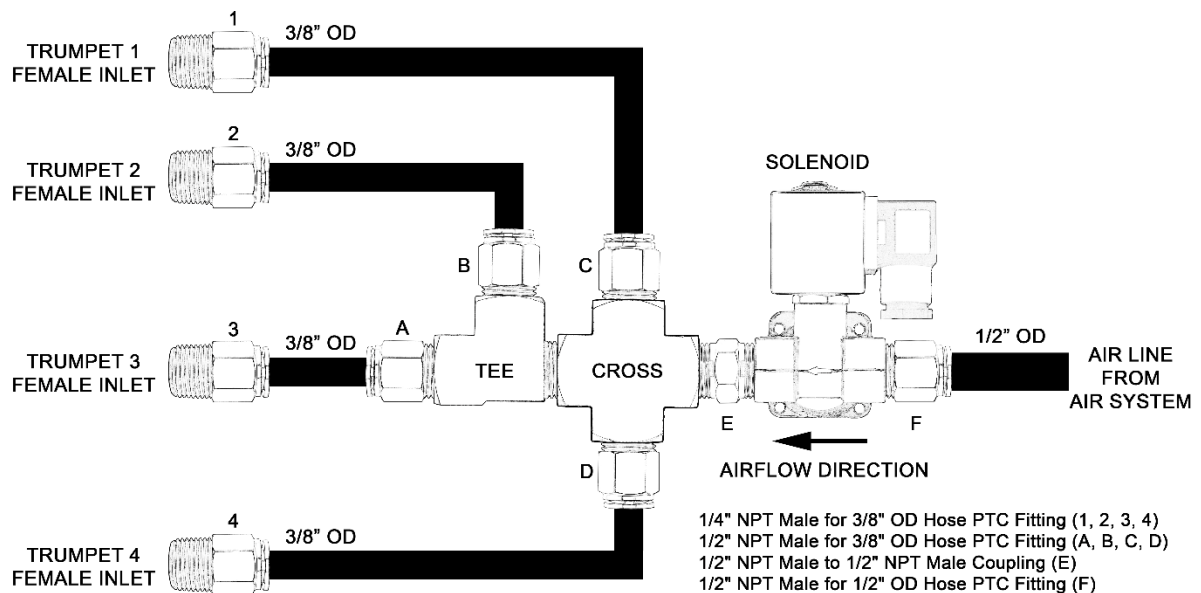 1
3/8" OD
TRUMPET 1
FEMALE INLET
2
3/8" OD
TRUMPET 2
FEMALE INLET
SOLENOID
B
C
3
3/8" OD
A
TRUMPET 3
FEMALE INLET
TEE
CROSS
1/2" OD
AIR LINE
FROM
AIR SYSTEM
E
F
D
AIRFLOW DIRECTION
4
3/8" OD
TRUMPET 4
FEMALE INLET
1/4" NPT Male for 3/8" OD Hose PTC Fitting (1, 2, 3, 4)
1/2" NPT Male for 3/8" OD Hose PTC Fitting (A, B, C, D)
1/2" NPT Male to 1/2" NPT Male Coupling (E)
1/2" NPT Male for 1/2" OD Hose PTC Fitting (F)